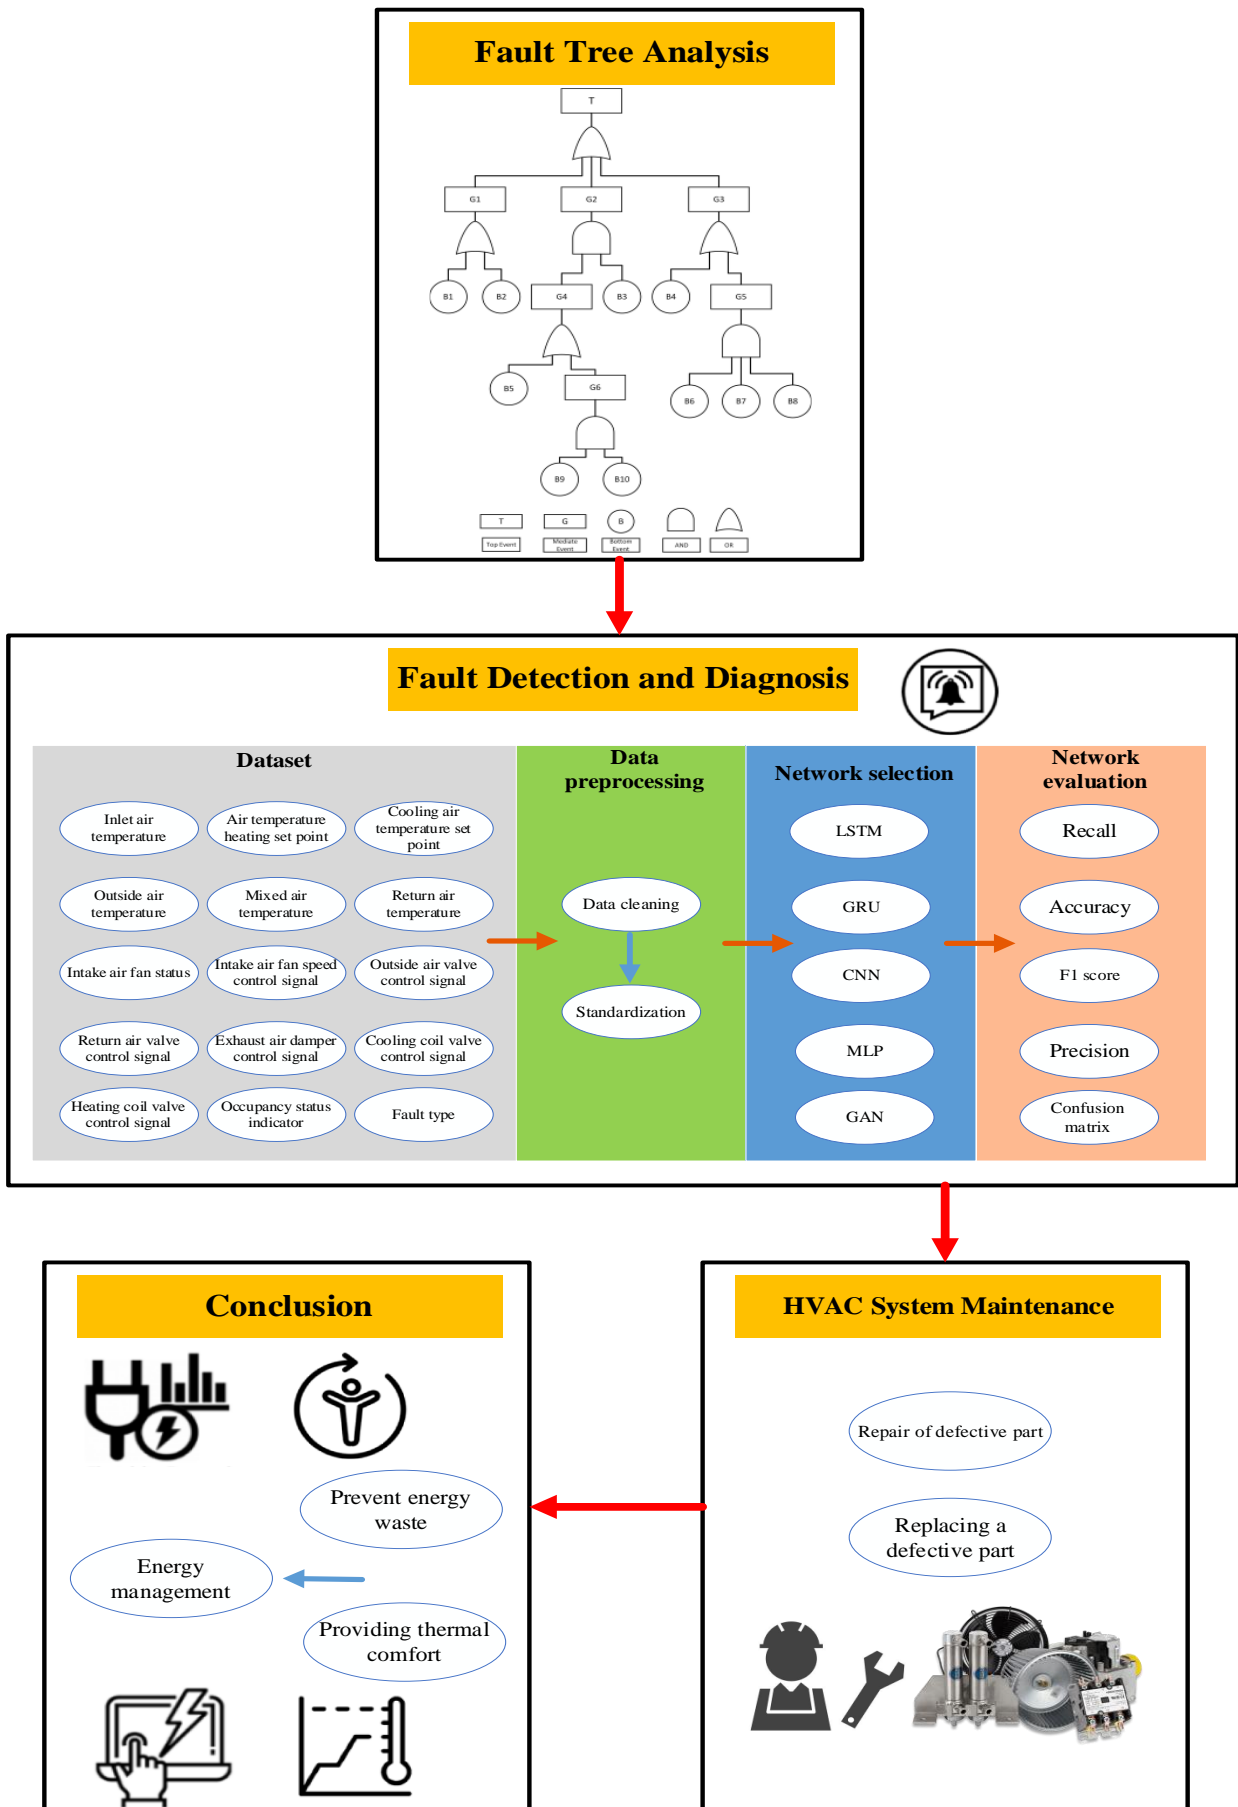 Fault Tree Analysis
T
G1
G2
G3
B1
B2
G4
B3
B4
G5
B5
G6
B6
B7
B8
B9
B10
T
G
B
Top Event
Mediate
Event
Bottom
Event
AND
OR
Fault Detection and Diagnosis
Dataset
Inlet air
temperature
Air temperature
heating set point
Cooling air
temperature set
point
Outside air
temperature
Mixed air
temperature
Return air
temperature
Intake air fan status
Intake air fan speed
control signal
Outside air valve
control signal
Return air valve
control signal
Exhaust air damper
control signal
Cooling coil valve
control signal
Heating coil valve
control signal
Occupancy status
indicator
Fault type
Data
preprocessing
Data cleaning
Standardization
Network selection
LSTM
GRU
CNN
MLP
GAN
Network
evaluation
Recall
Accuracy
F1 score
Precision
Confusion
matrix
Conclusion
Prevent energy
waste
Energy
management
Providing thermal
comfort
HVAC System Maintenance
Repair of defective part
Replacing a
defective part